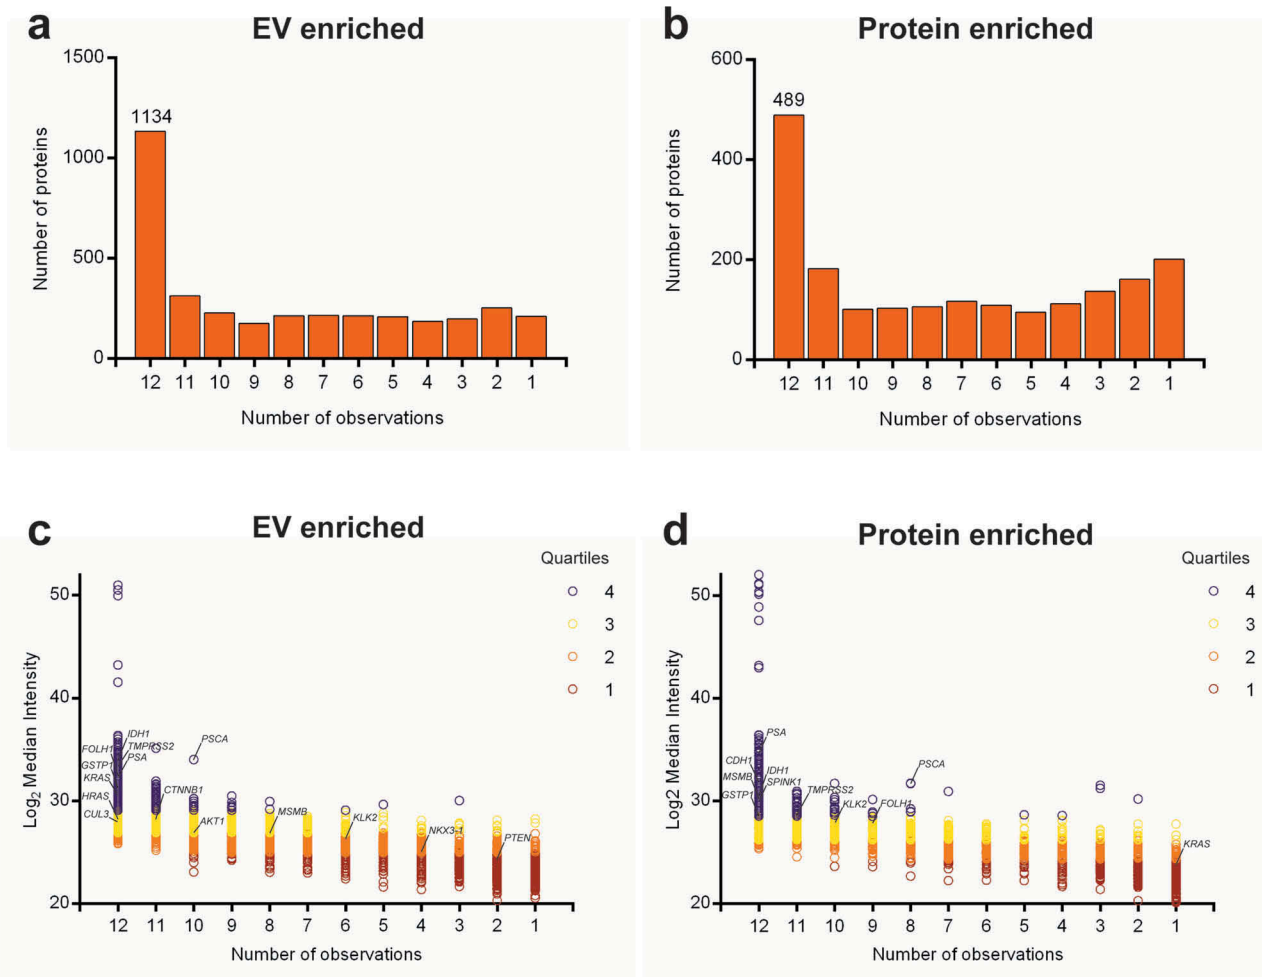 a
EV enriched
1500
1000
500
0
1134
Number of proteins
12 11 10 9 8 7 6 5 4 3 2 1
Number of observations
b
Protein enriched
600
400
200
0
489
Number of proteins
12 11 10 9 8 7 6 5 4 3 2 1
Number of observations
c
EV enriched
Quartiles
4
3
2
1
50
40
30
20
Log2 Median Intensity
IDH1
FOLH1
TMPRSS2
PSA
GSTP1
KRAS
HRAS
CUL3
CTNNB1
PSCA
AKT1
MSMB
KLK2
NKX3-1
PTEN
12 11 10 9 8 7 6 5 4 3 2 1
Number of observations
d
Protein enriched
Quartiles
4
3
2
1
50
40
30
20
Log2 Median Intensity
PSA
CDH1
IDH1
MSMB
SPINK1
GSTP1
TMPRSS2
KLK2
FOLH1
PSCA
KRAS
12 11 10 9 8 7 6 5 4 3 2 1
Number of observations